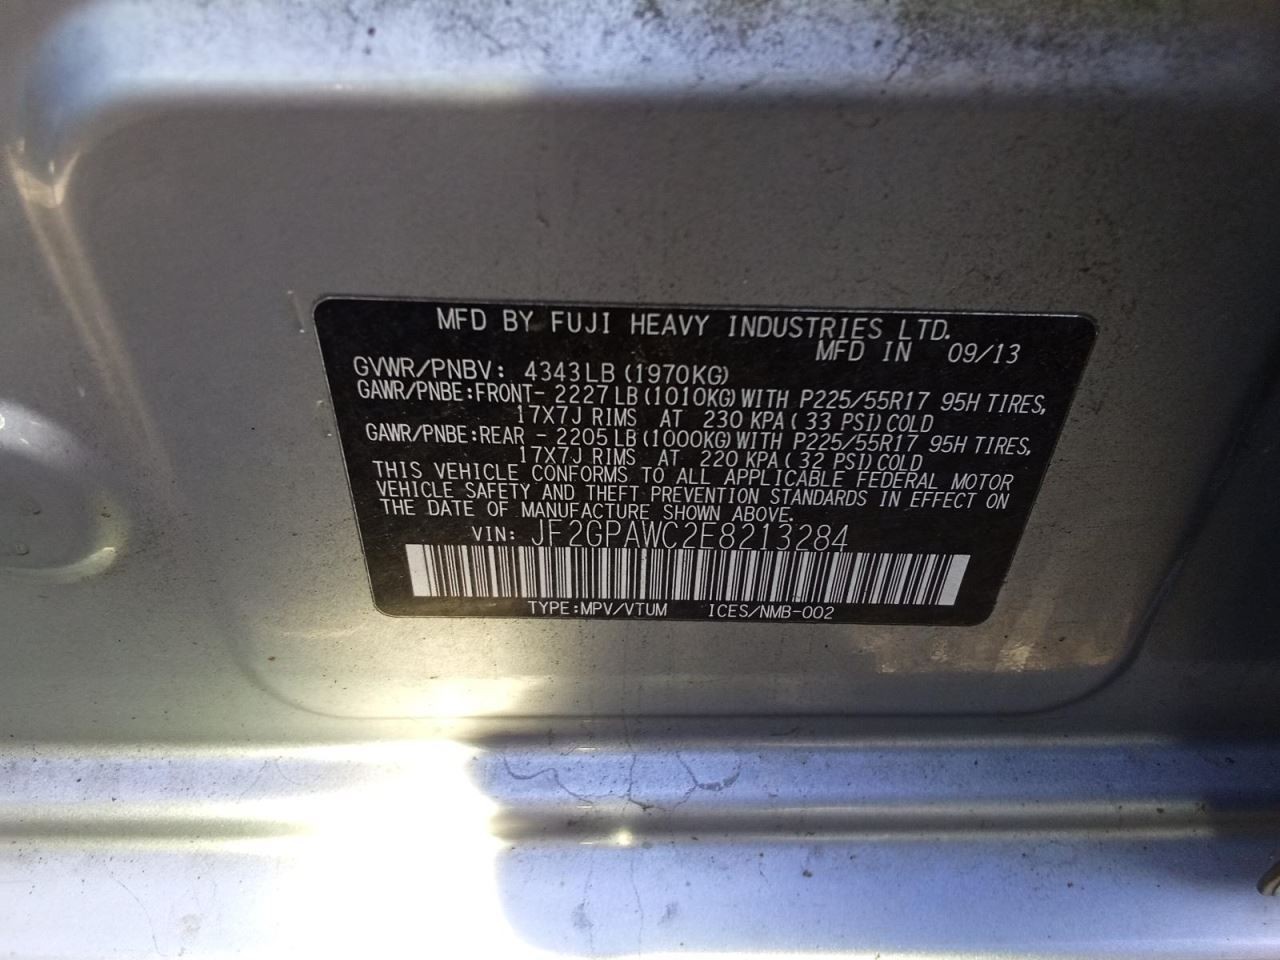 MFD BY FUJI HEAVY INDUSTRIES LTD.
MFD IN 09/13
GVWR/PNBV: 4343LB(1970KG)
GAWR/PNBE:FRONT- 2227LB(1010KG)WITH P225/55R17 95H TIRES,
17X7J RIMS AT 230 KPA(33 PSI)COLD
GAWR/PNBE:REAR - 2205LB(1000KG)WITH P225/55R17 95H TIRES,
17X7J RIMS AT 220 KPA(32 PSI)COLD
THIS VEHICLE CONFORMS TO ALL APPLICABLE FEDERAL MOTOR
VEHICLE SAFETY AND THEFT PREVENTION STANDARDS IN EFFECT ON
THE DATE OF MANUFACTURE SHOWN ABOVE.
VIN: JF2GPAWC2E8213284
TYPE:MPV/VTUM ICES/NMB-002